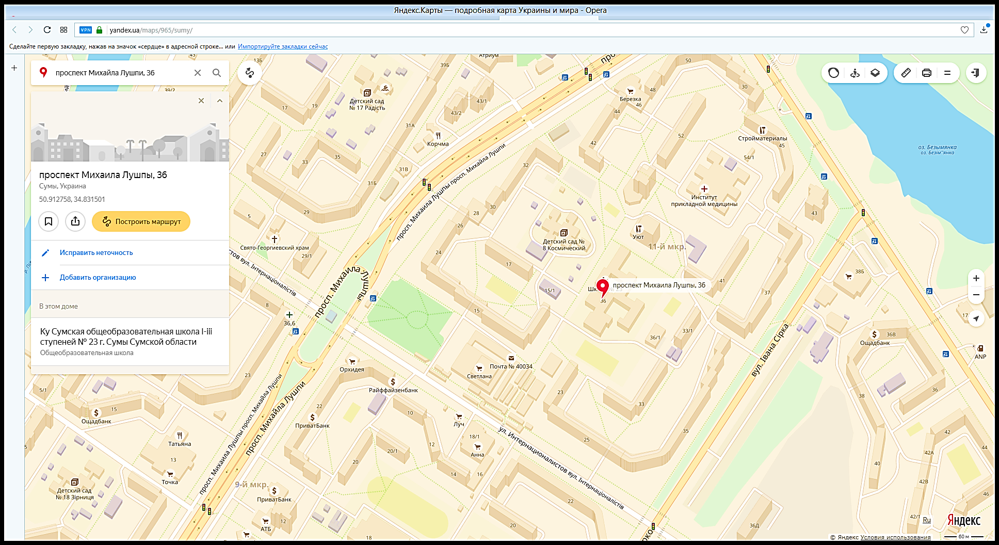 Яндекс.Карты — подробная карта Украины и мира - Opera
VPN
yandex.ua/maps/965/sumy/
Сделайте первую закладку, нажав на значок «сердце» в адресной строке... или Импортируйте закладки сейчас
проспект Михайла Лушпи, 36
проспект Михаила Лушпы, 36
Сумы, Украина
50.912758, 34.831501
Построить маршрут
Исправить неточность
Добавить организацию
В этом доме
Ку Сумская общеобразовательная школа I-iii
ступеней № 23 г. Сумы Сумской области
Общеобразовательная школа
43
39/2
Атриум
39Б
Детский сад
№ 17 Радість
17
19
43/2
43/1
31А
Корчма
27
33
35
31В
31Б
29
5
Свято-Георгиевский храм
29/1
50
48
Березка
46
44
42
52
30
Стройматериалы
45
54/1
оз. Безымянка
оз. Безім"янка
Институт
прикладной медицины
43
32
30
28
26
24
17
Детский сад №
8 Космический
Уют
11-й мкр.
15/1
проспект Михаила Лушпы, 36
36
41
37
38Б
33/1
36/1
15
просп. Михайла Лушпи
просп. Михаила Лушпы просп. Михайла Лушпи
просп. Михаила Лушпы
вул. Інтернаціоналістів
8
36,6
Ощадбанк
36В
17
ANP
вул. Івана Сірка
Почта № 40034
Светлана
Орхидея
Райффайзенбанк
23
5/1
15
Ощадбанк
22
ПриватБанк
10
23
33
35
25
38
36
Луч
18/1
Анна
12
20/1
20
14
16
ул. Интернационалистов вул. Інтернаціоналістів
Татьяна
13
Точка
просп. Михаила Лушпы просп. Михайла Лушпи
просп. Михайла Лушпи
Детский сад
№ 18 Зірниця
9-й мкр.
ПриватБанк
АТБ
12
18
22
20
42
42А
44
40
42В
46
42/1
36Д
Ru
Яндекс
© Яндекс Условия использования
60 м